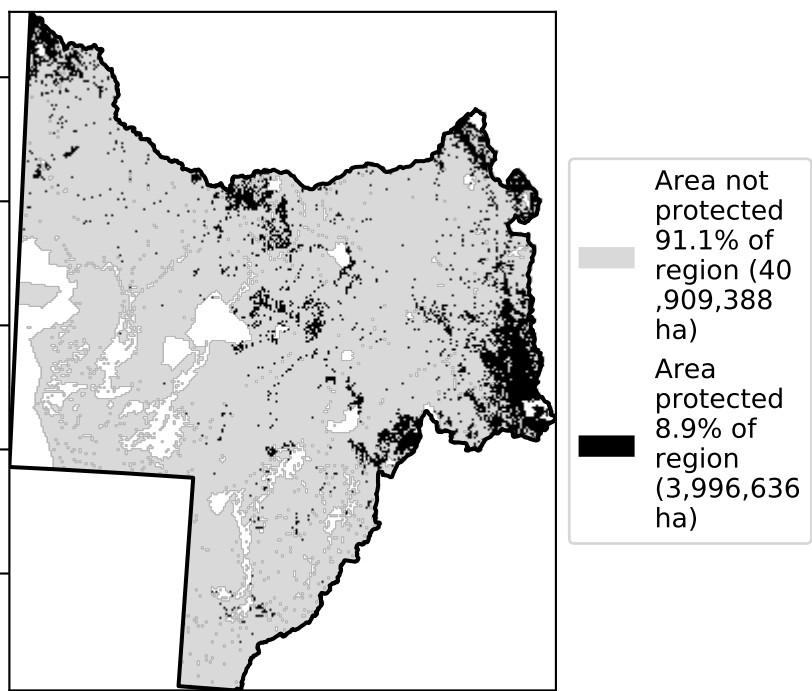 Area not
protected
91.1% of
region (40
,909,388
ha)
Area
protected
8.9% of
region
(3,996,636
ha)